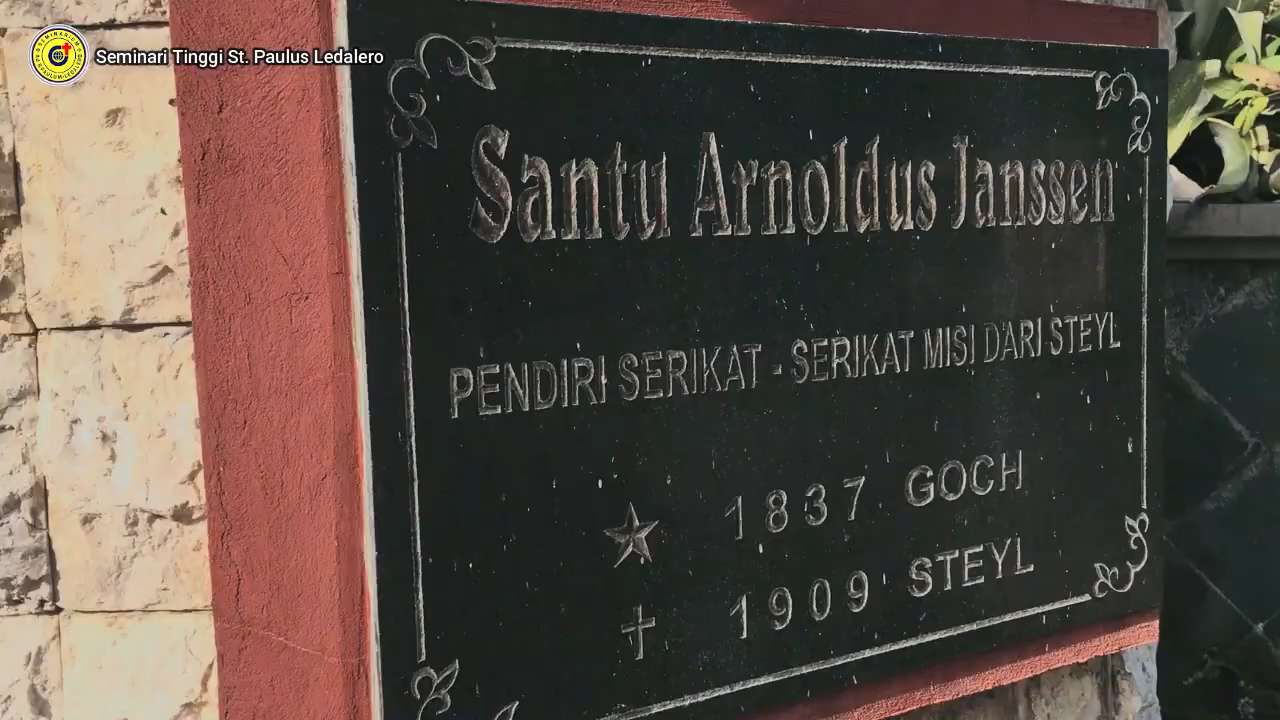 Seminari Tinggi St. Paulus Ledalero
Santu Arnoldus Janssen
PENDIRI SERIKAT - SERIKAT MISI DARI STEYL
1837 GOCH
1909 STEYL